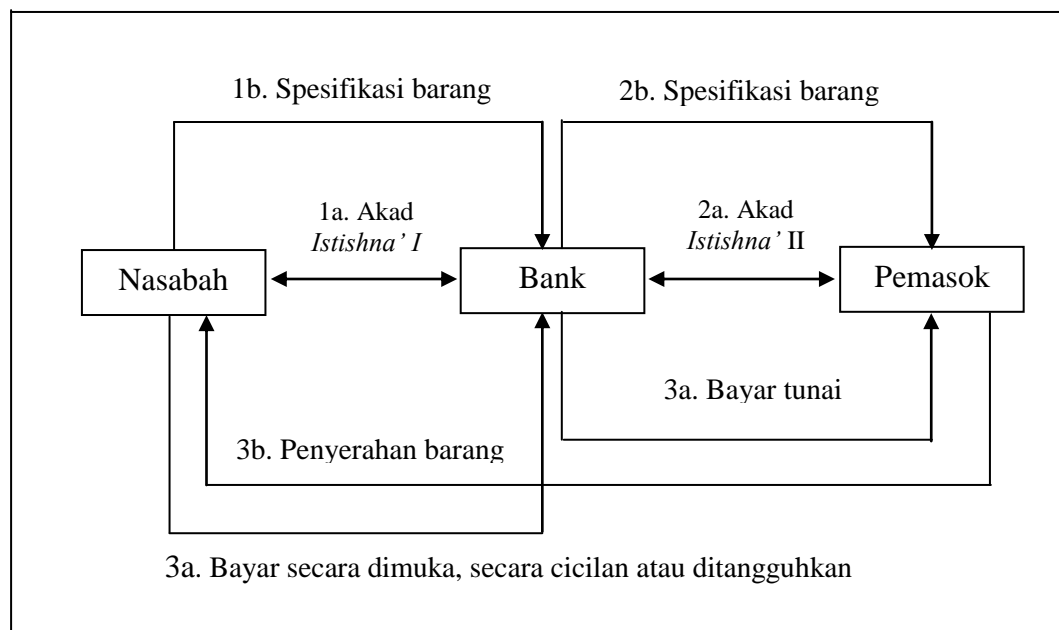 1b. Spesifikasi barang
2b. Spesifikasi barang
1a. Akad
Istishna’ I
2a. Akad
Istishna’ II
Nasabah
Bank
Pemasok
3a. Bayar tunai
3b. Penyerahan barang
3a. Bayar secara dimuka, secara cicilan atau ditangguhkan